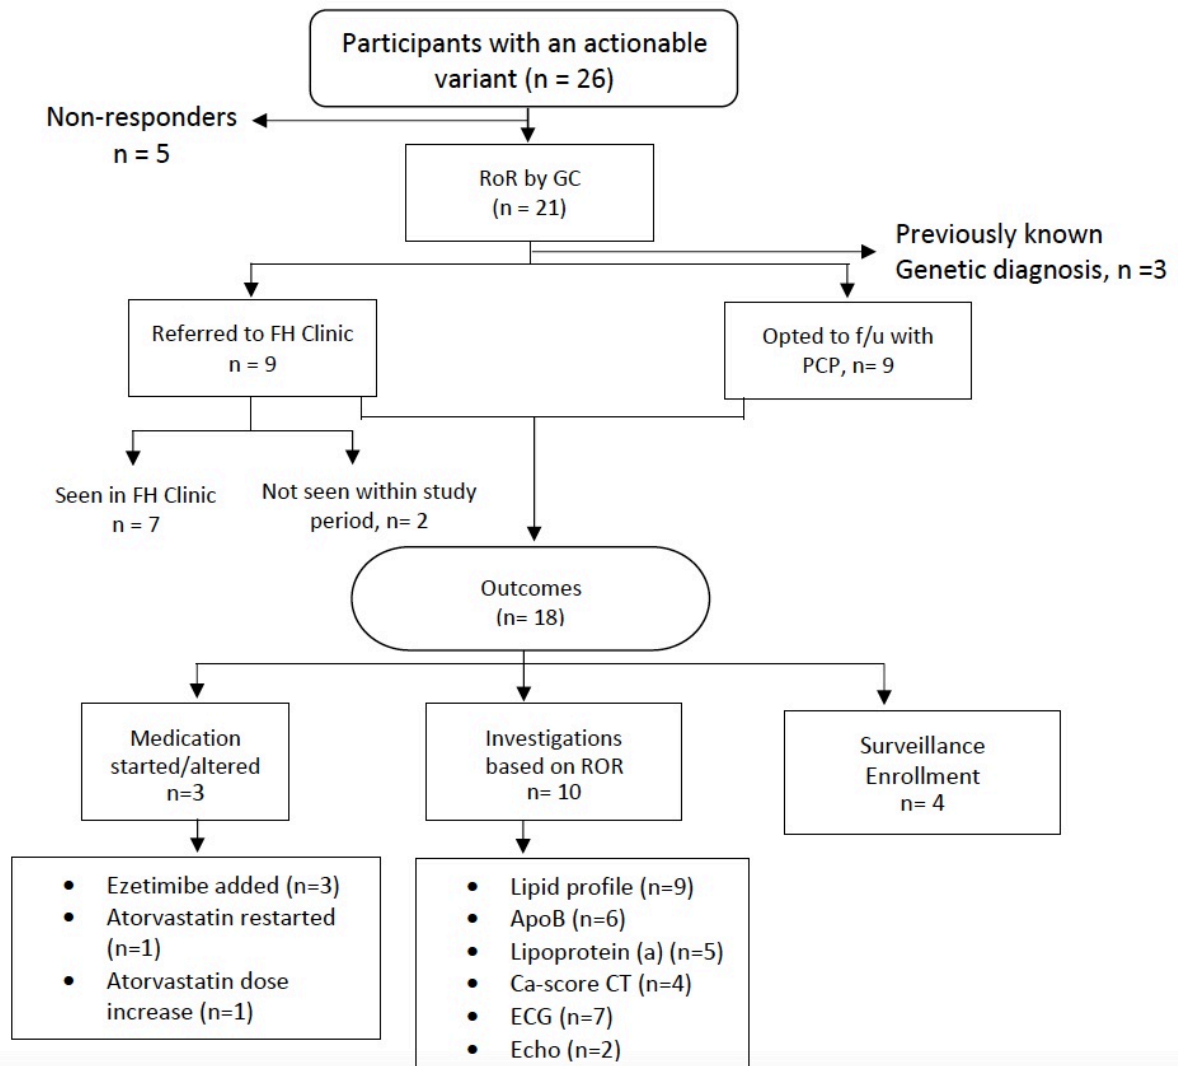 Participants with an actionable
variant (n = 26)
Non-responders
n = 5
RoR by GC
(n = 21)
Previously known
Genetic diagnosis, n =3
Referred to FH Clinic
n = 9
Opted to f/u with
PCP, n= 9
Seen in FH Clinic
n = 7
Not seen within study
period, n= 2
Outcomes
(n= 18)
Medication
started/altered
n=3
Investigations
based on ROR
n= 10
Surveillance
Enrollment
n= 4
• Ezetimibe added (n=3)
• Atorvastatin restarted
(n=1)
• Atorvastatin dose
increase (n=1)
• Lipid profile (n=9)
• ApoB (n=6)
• Lipoprotein (a) (n=5)
• Ca-score CT (n=4)
• ECG (n=7)
• Echo (n=2)